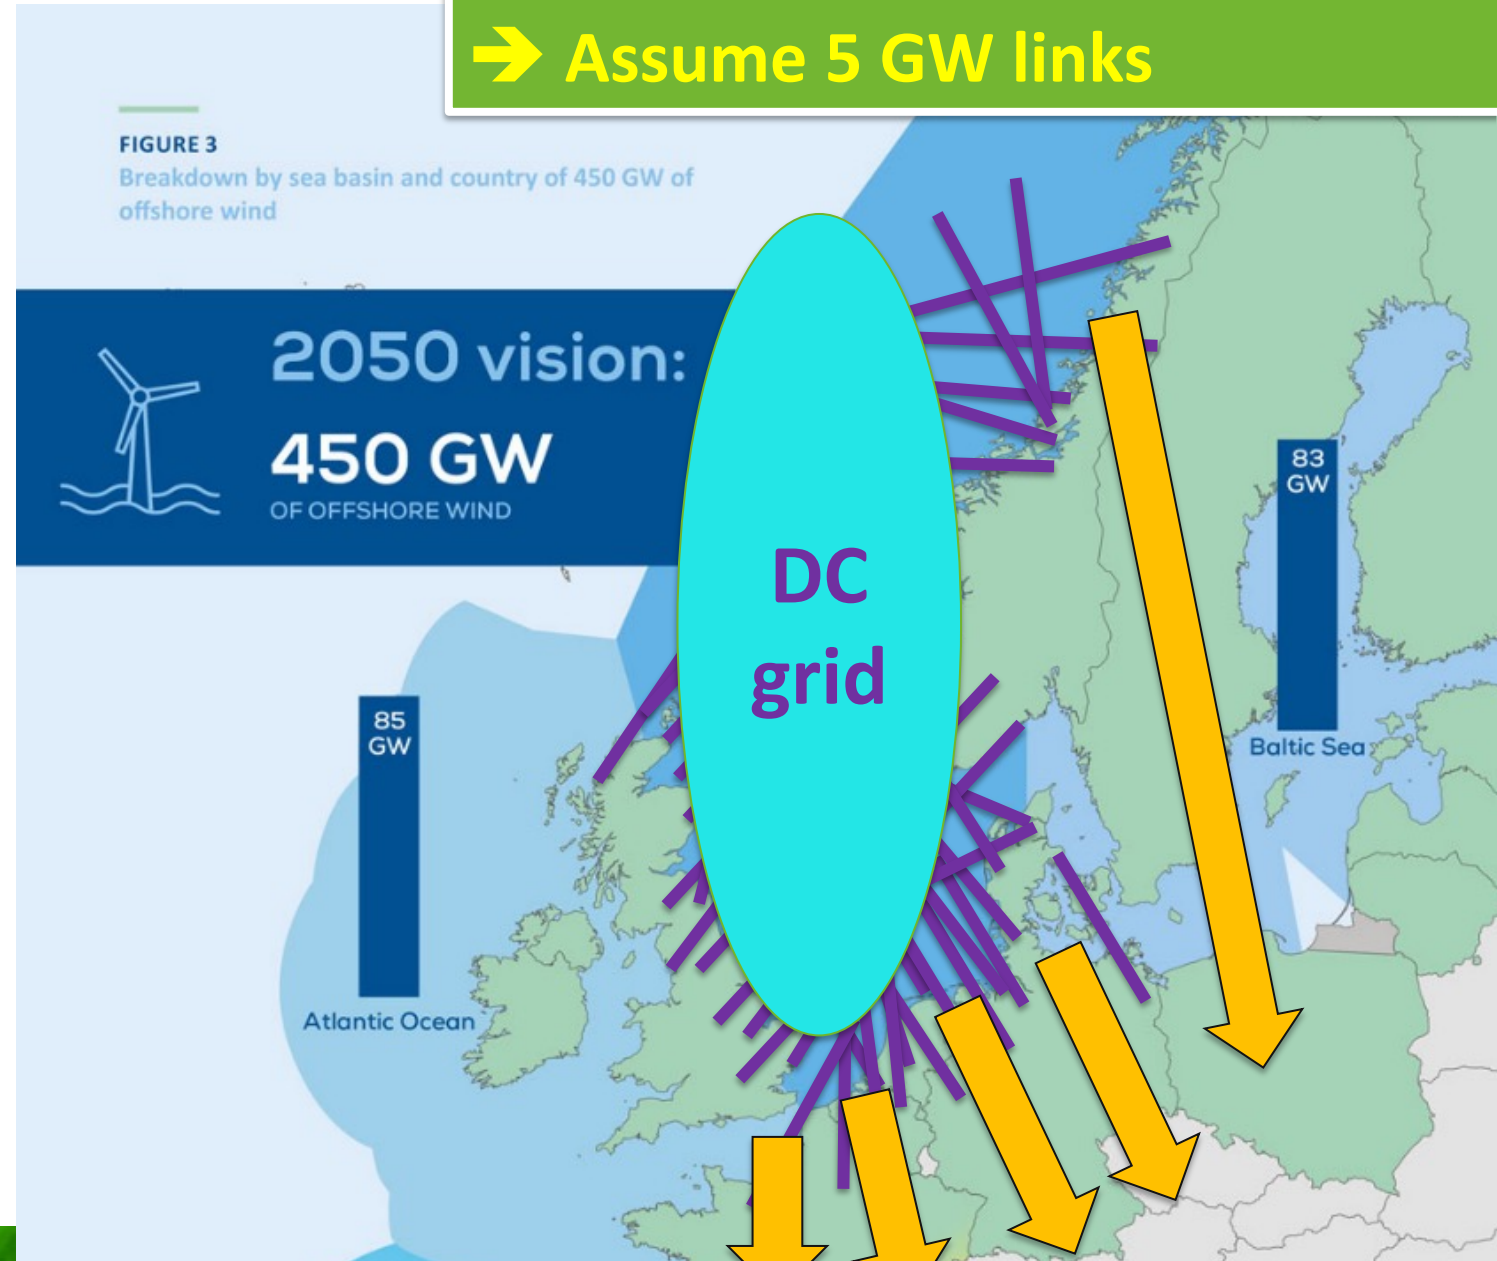 ➔ Assume 5 GW links
FIGURE 3
Breakdown by sea basin and country of 450 GW of
offshore wind
2050 vision:
450 GW
OF OFFSHORE WIND
83
GW
DC
grid
85
GW
Baltic Sea
Atlantic Ocean